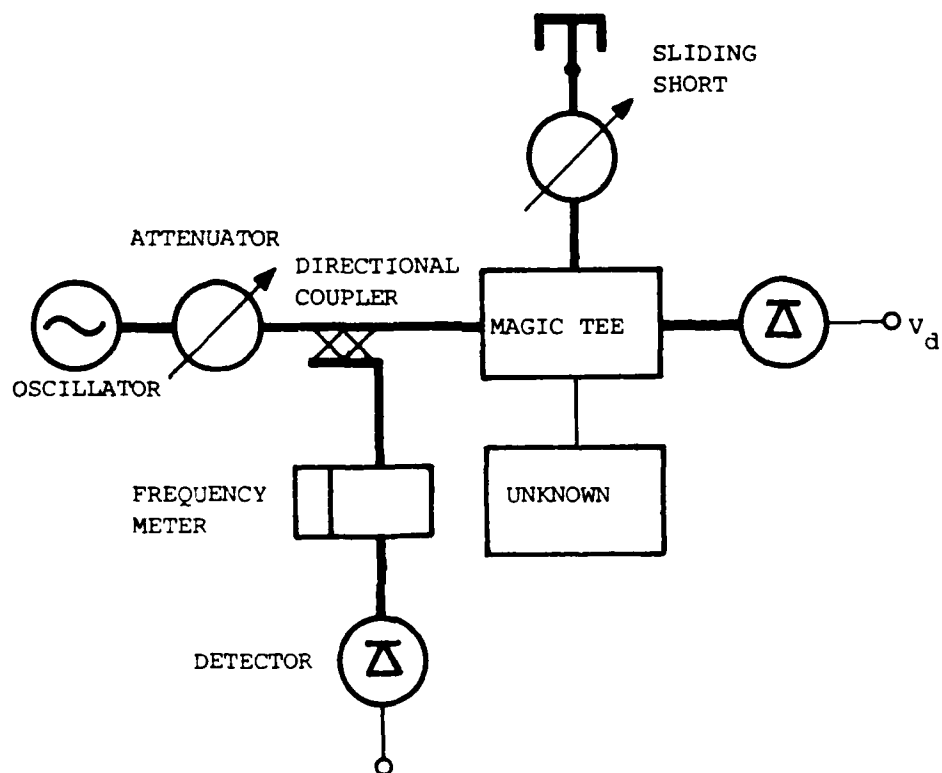 SLIDING
SHORT
ATTENUATOR
DIRECTIONAL
COUPLER
MAGIC TEE
V
d
OSCILLATOR
FREQUENCY
METER
UNKNOWN
DETECTOR